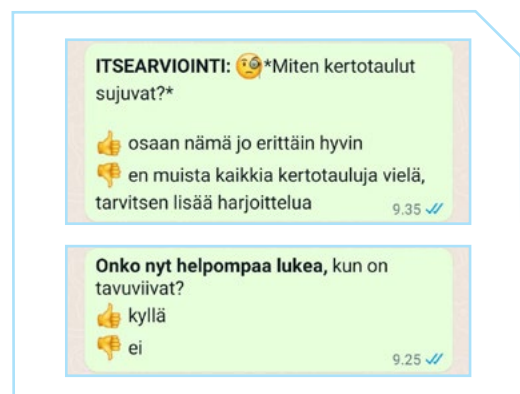 ITSEARVIOINTI: 🧐*Miten kertotaulut
sujuvat?*
👍 osaan nämä jo erittäin hyvin
👎 en muista kaikkia kertotauluja vielä,
tarvitsen lisää harjoittelua
9.35
Onko nyt helpompaa lukea, kun on
tavuviivat?
👍 kyllä
👎 ei
9.25